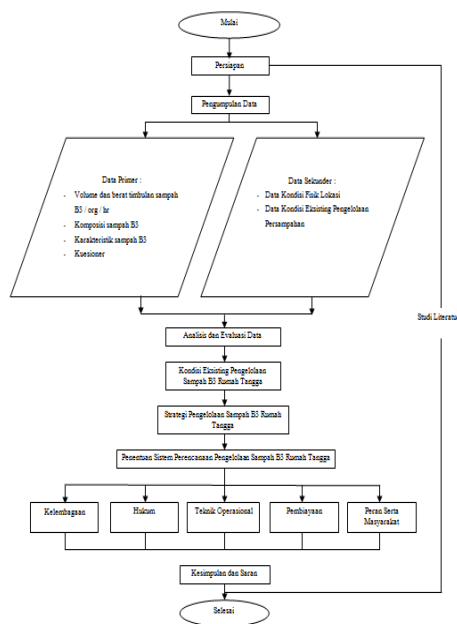 Mulai
Persiapan
Pengumpulan Data
Data Primer :
- Volume dan berat timbulan sampah
B3 / org / hr
- Komposisi sampah B3
- Karakteristik sampah B3
- Kuesioner
Data Sekunder :
- Data Kondisi Fisik Lokasi
- Data Kondisi Eksisting Pengelolaan
Persampahan
Studi Literatu
Analisis dan Evaluasi Data
Kondisi Eksisting Pengelolaan
Sampah B3 Rumah Tangga
Strategi Pengelolaan Sampah B3 Rumah
Tangga
Penentuan Sistem Perencanaan Pengelolaan Sampah B3 Rumah Tangga
Kelembagaan
Hukum
Teknik Operasional
Pembiayaan
Peran Serta
Masyarakat
Kesimpulan dan Saran
Selesai